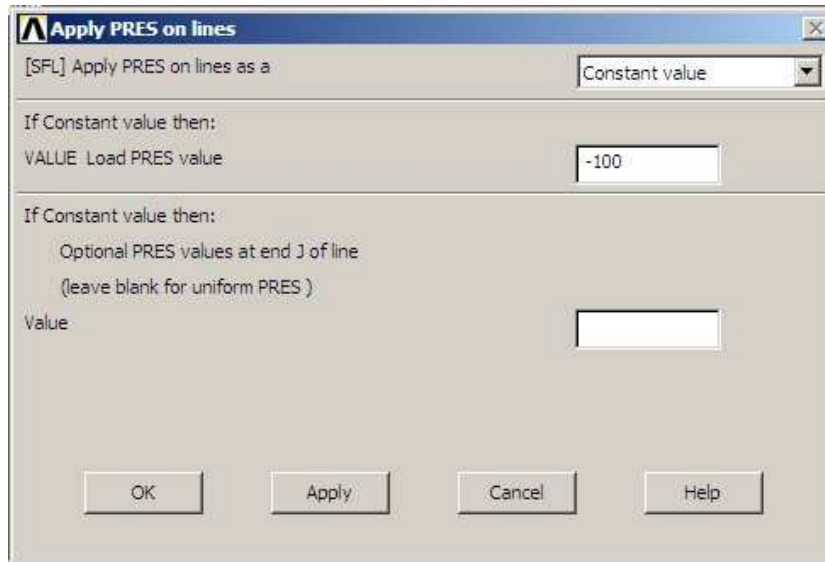 Apply PRES on lines
[SFL] Apply PRES on lines as a
Constant value
If Constant value then:
VALUE Load PRES value
-100
If Constant value then:
Optional PRES values at end J of line
(leave blank for uniform PRES )
Value
OK
Apply
Cancel
Help